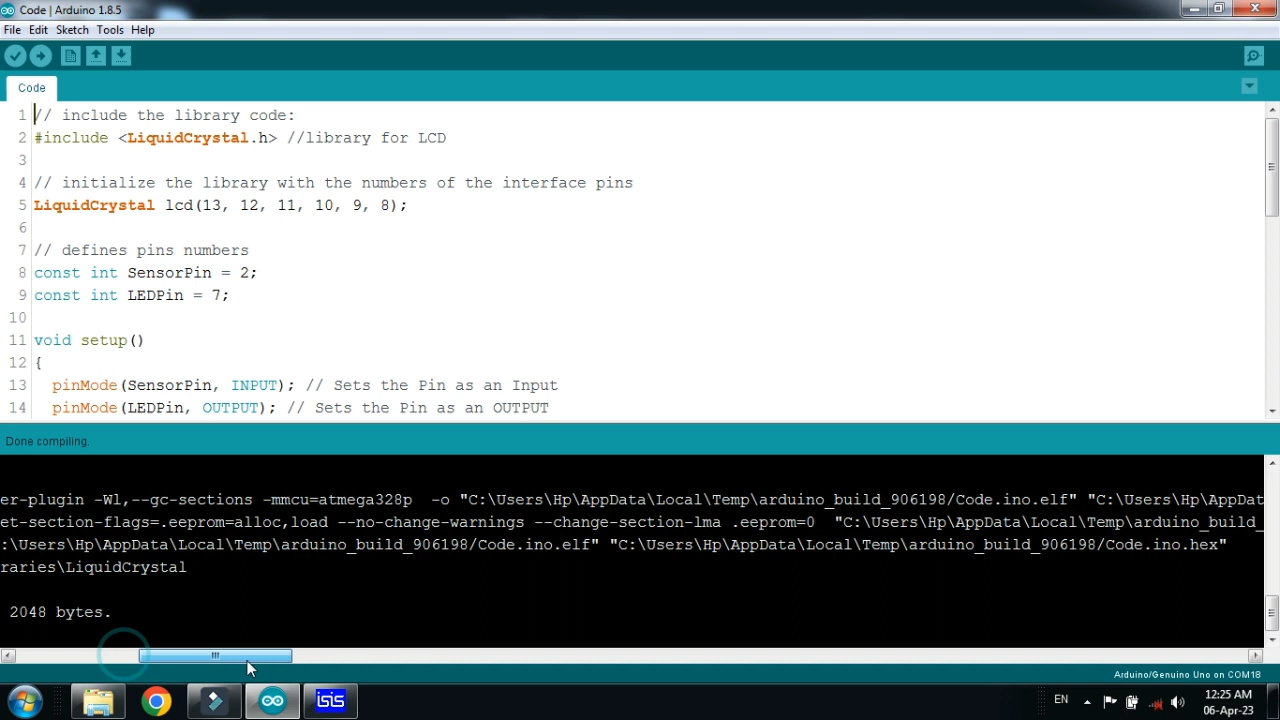 Code | Arduino 1.8.5
File Edit Sketch Tools Help
Code
1 // include the library code:
2 #include <LiquidCrystal.h> //library for LCD
3
4 // initialize the library with the numbers of the interface pins
5 LiquidCrystal lcd(13, 12, 11, 10, 9, 8);
6
7 // defines pins numbers
8 const int SensorPin = 2;
9 const int LEDPin = 7;
10
11 void setup()
12 {
13 pinMode(SensorPin, INPUT); // Sets the Pin as an Input
14 pinMode(LEDPin, OUTPUT); // Sets the Pin as an OUTPUT
Done compiling.
er-plugin -Wl,--gc-sections -mmcu=atmega328p -o "C:\Users\Hp\AppData\Local\Temp\arduino_build_906198/Code.ino.elf" "C:\Users\Hp\AppDat
et-section-flags=.eeprom=alloc,load --no-change-warnings --change-section-lma .eeprom=0 "C:\Users\Hp\AppData\Local\Temp\arduino_build_
:\Users\Hp\AppData\Local\Temp\arduino_build_906198/Code.ino.elf" "C:\Users\Hp\AppData\Local\Temp\arduino_build_906198/Code.ino.hex"
raries\LiquidCrystal
2048 bytes.
Arduino/Genuino Uno on COM18
isis
EN
12:25 AM
06-Apr-23